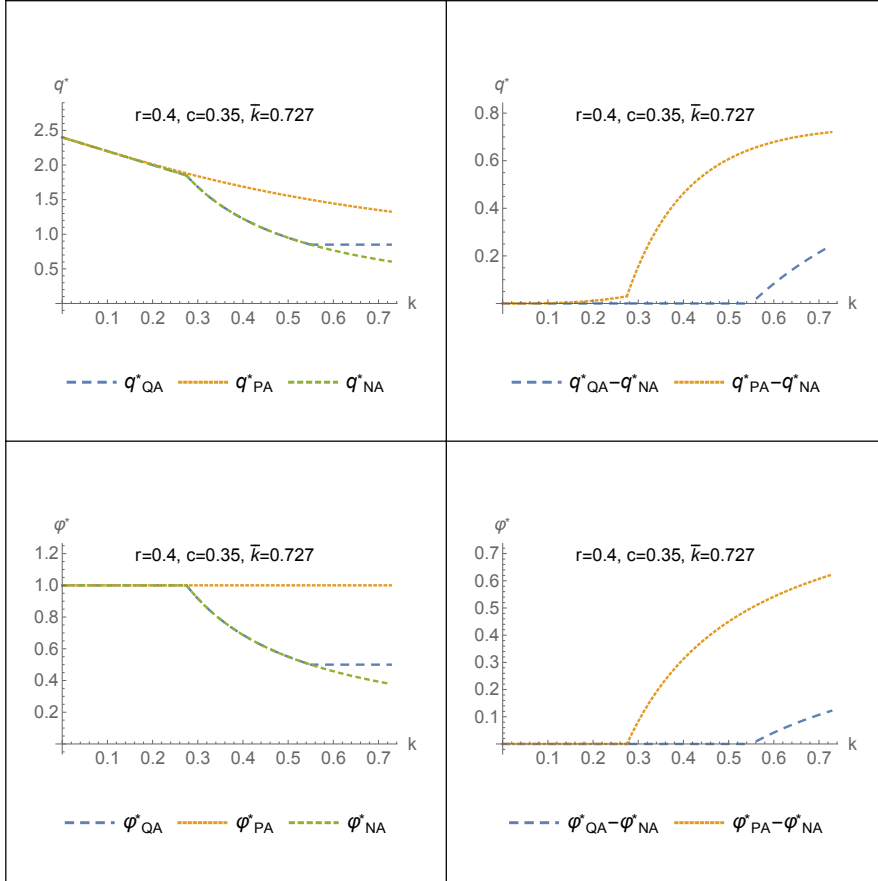 q*
r=0.4, c=0.35, k̅=0.727
2.5
2.0
1.5
1.0
0.5
0.1 0.2 0.3 0.4 0.5 0.6 0.7 k
q*QA q*PA q*NA
q*
r=0.4, c=0.35, k̅=0.727
0.8
0.6
0.4
0.2
0.1 0.2 0.3 0.4 0.5 0.6 0.7 k
q*QA−q*NA q*PA−q*NA
φ*
r=0.4, c=0.35, k̅=0.727
1.2
1.0
0.8
0.6
0.4
0.2
0.1 0.2 0.3 0.4 0.5 0.6 0.7 k
φ*QA φ*PA φ*NA
φ*
r=0.4, c=0.35, k̅=0.727
0.7
0.6
0.5
0.4
0.3
0.2
0.1
0.1 0.2 0.3 0.4 0.5 0.6 0.7 k
φ*QA−φ*NA φ*PA−φ*NA